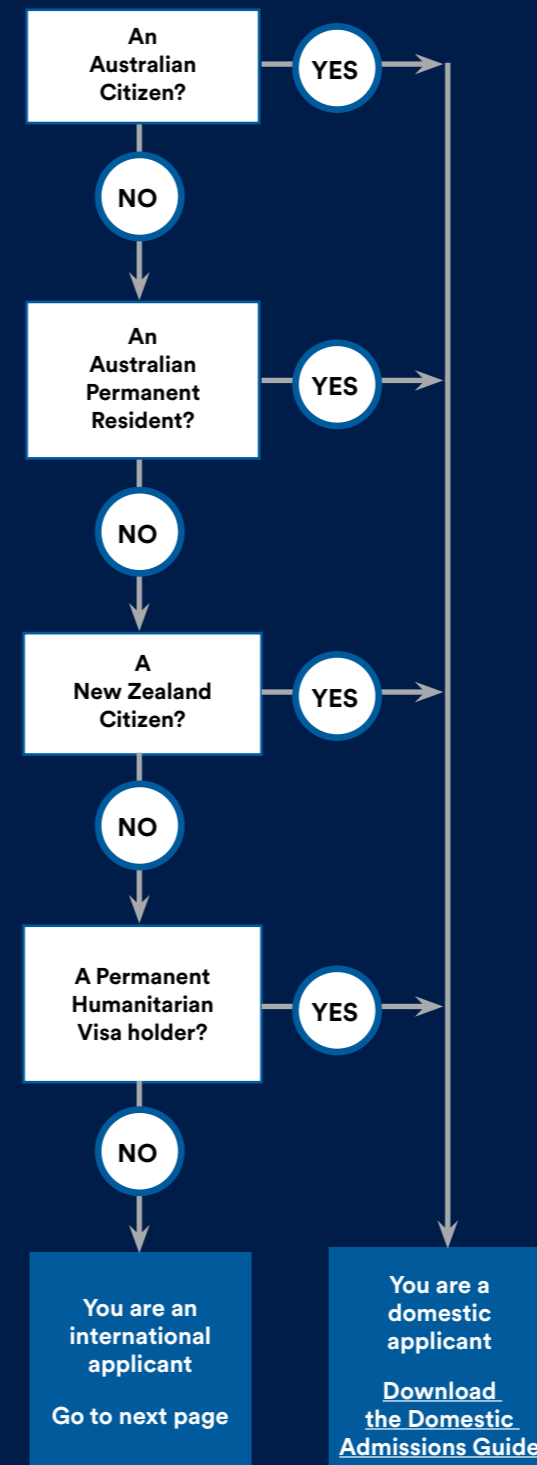 An
Australian
Citizen?
YES
NO
An
Australian
Permanent
Resident?
YES
NO
A
New Zealand
Citizen?
YES
NO
A Permanent
Humanitarian
Visa holder?
YES
NO
You are an
international
applicant
Go to next page
You are a
domestic
applicant
Download
the Domestic
Admissions Guide